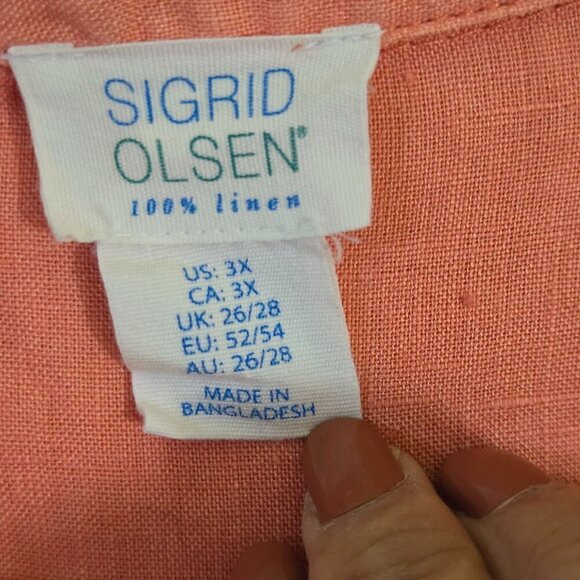 SIGRID
OLSEN®
100% linen
US: 3X
CA: 3X
UK: 26/28
EU: 52/54
AU: 26/28
MADE IN
BANGLADESH